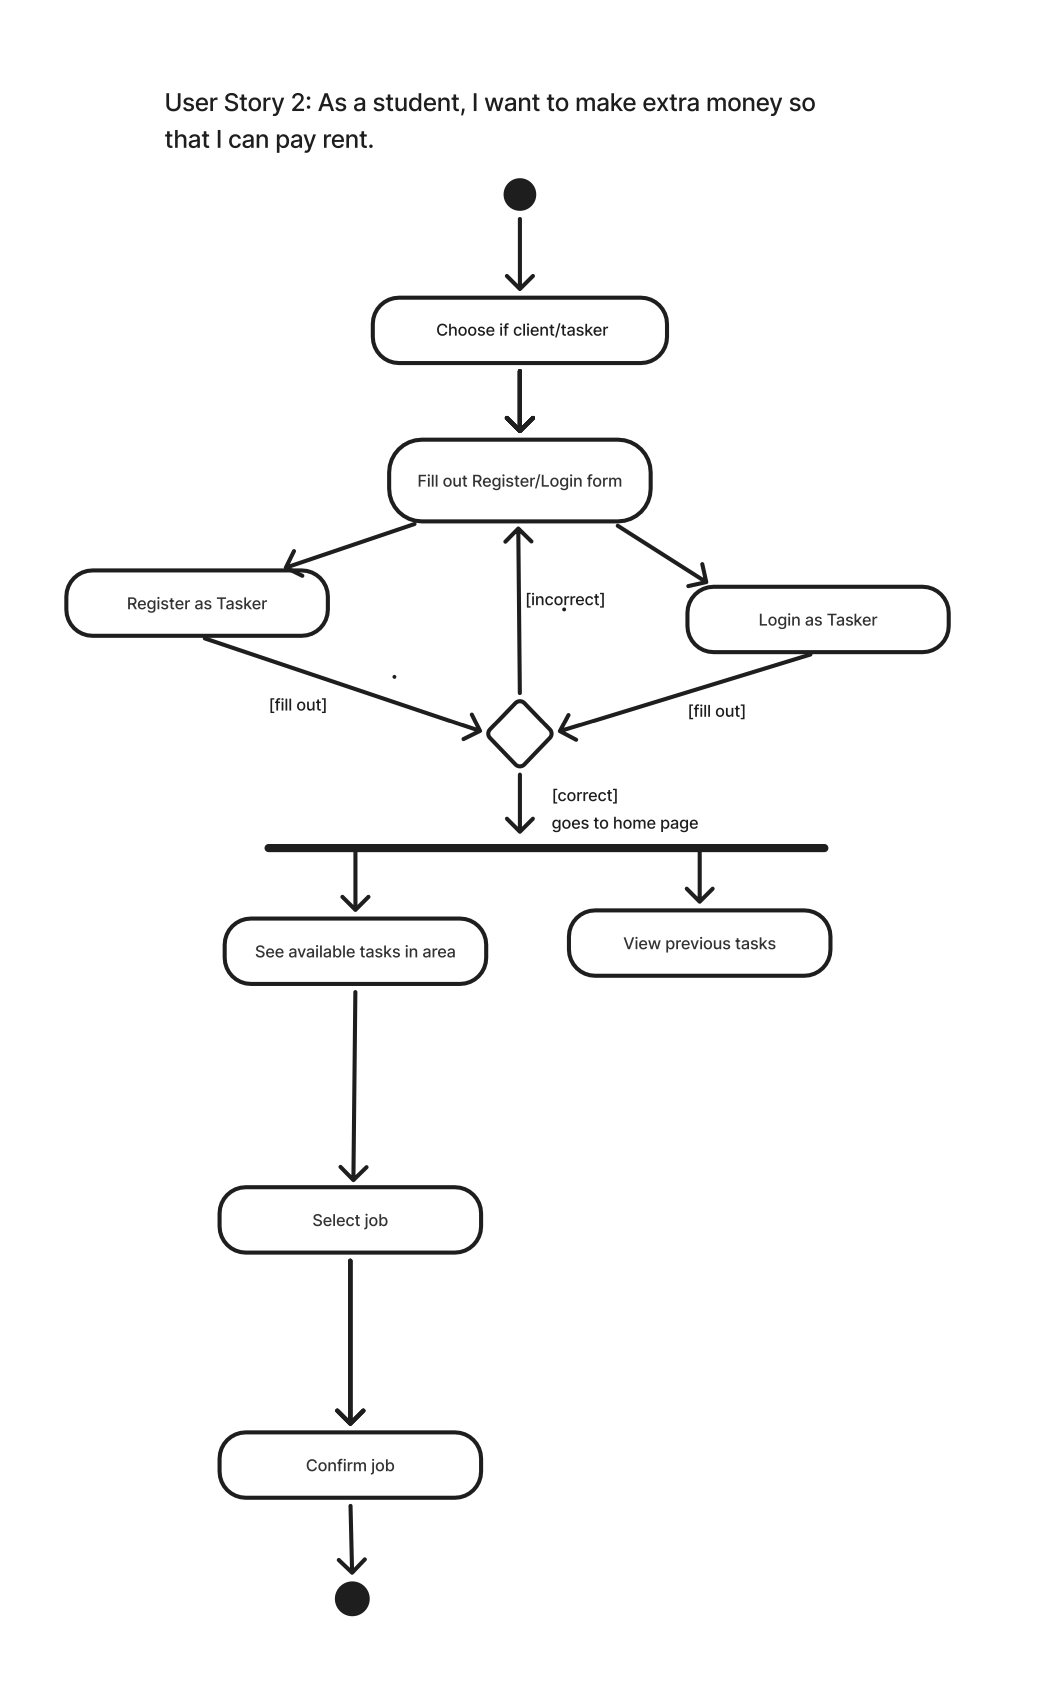 User Story 2: As a student, I want to make extra money so
that I can pay rent.
Choose if client/tasker
Fill out Register/Login form
[incorrect]
Register as Tasker
Login as Tasker
[fill out]
[fill out]
[correct]
goes to home page
See available tasks in area
View previous tasks
Select job
Confirm job